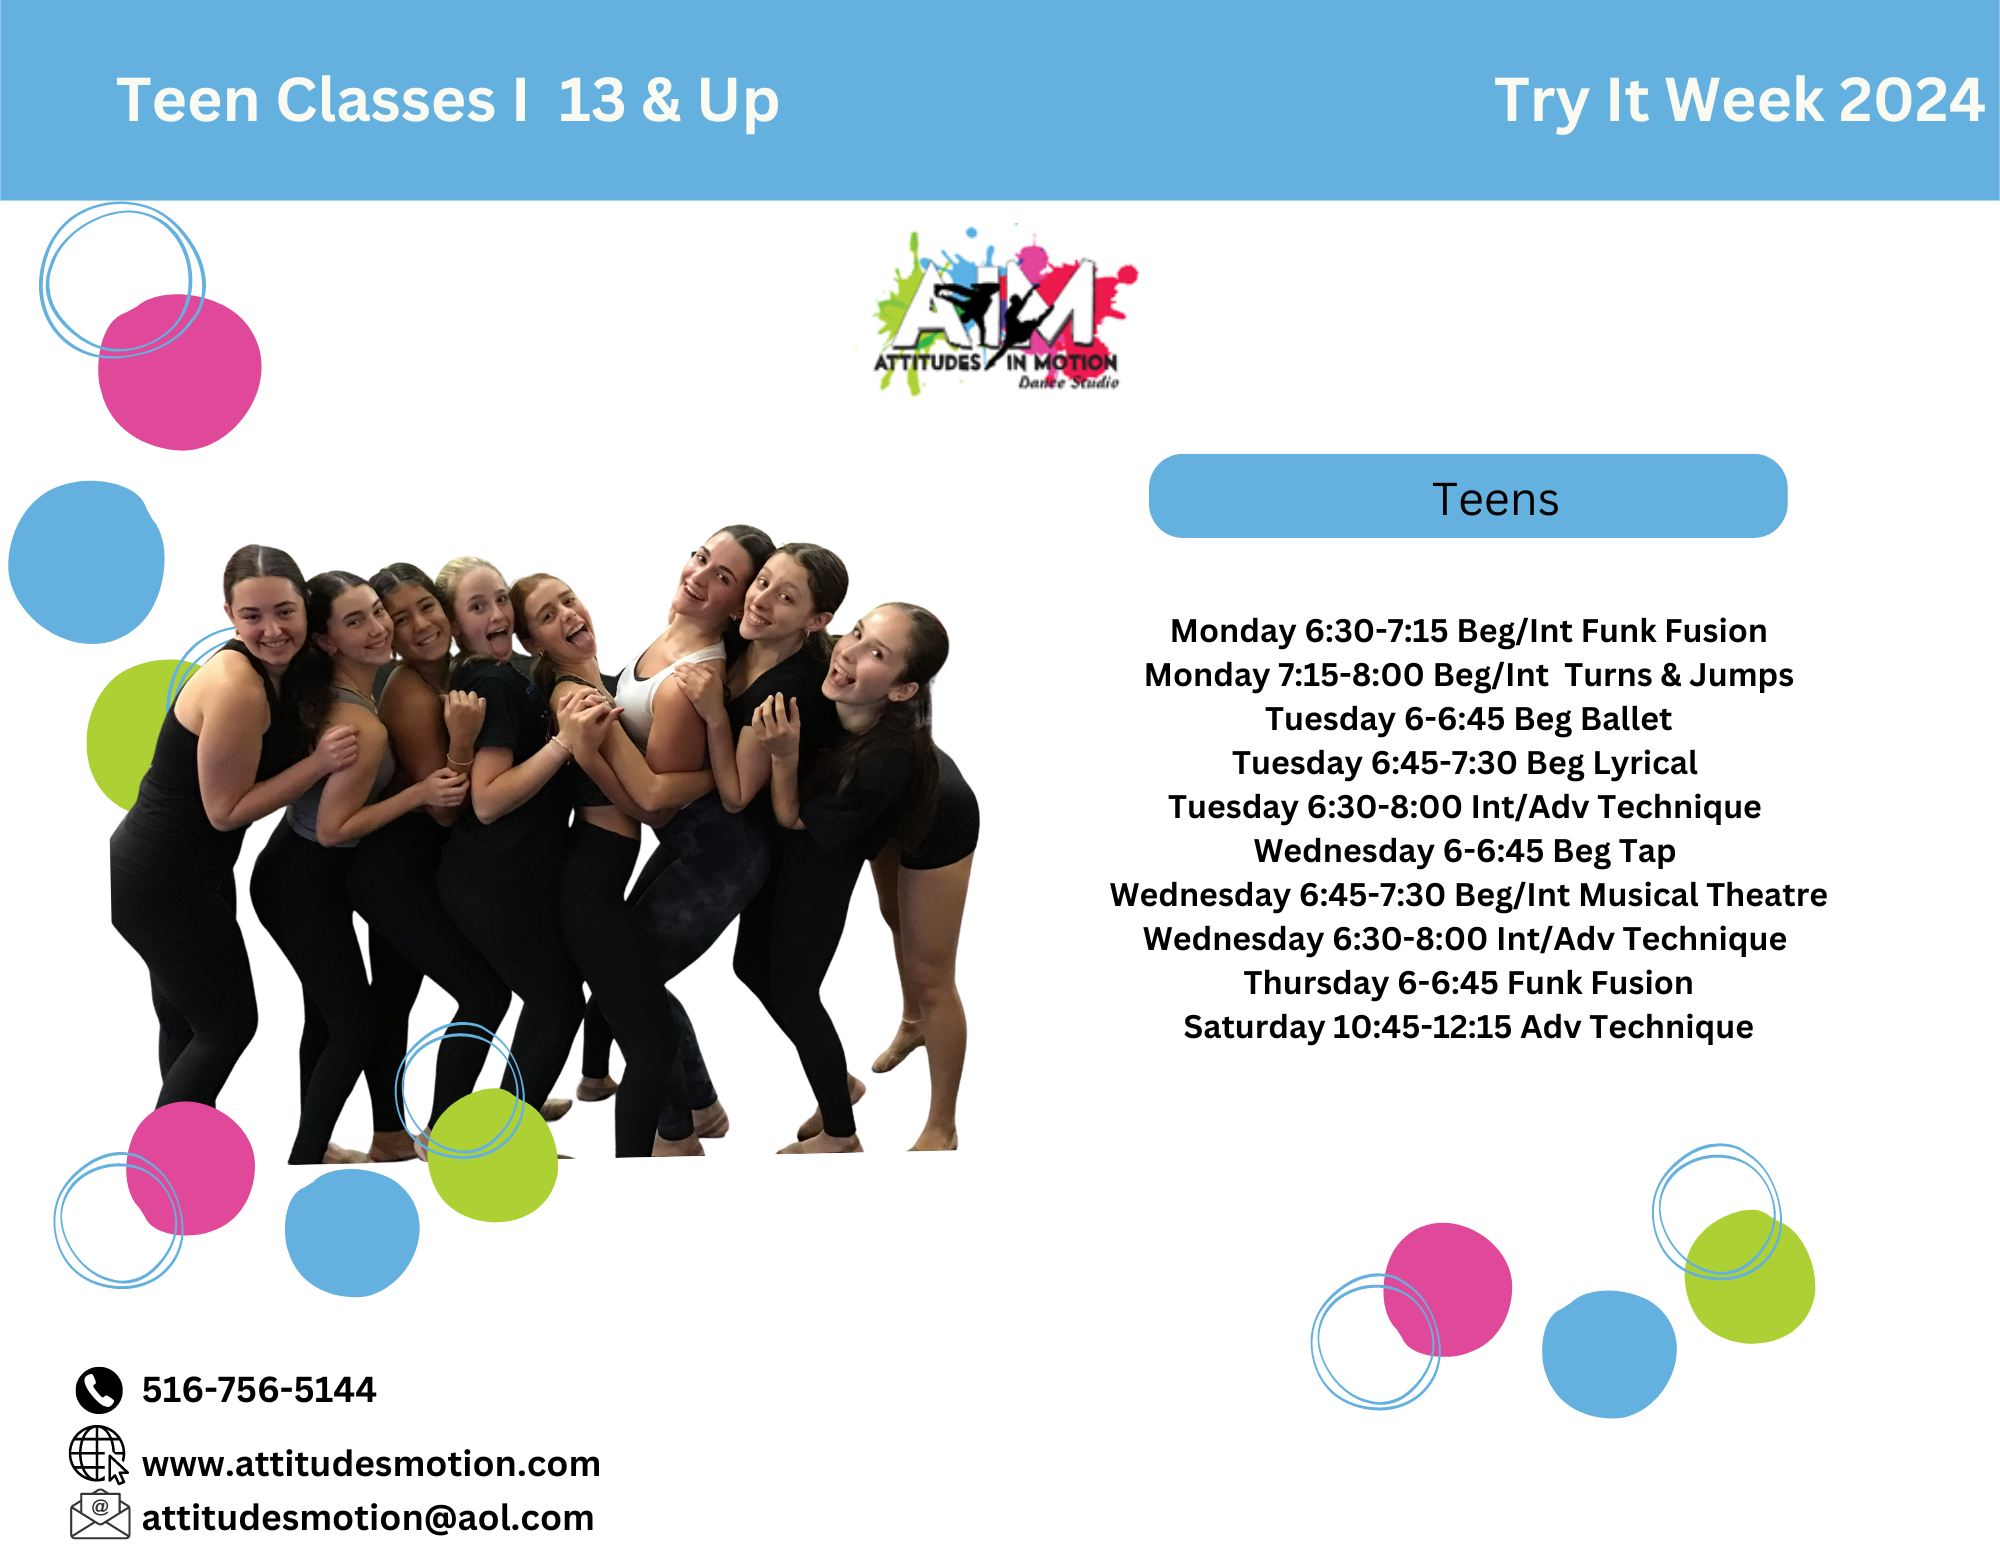 Teen Classes I  13 & Up
Try It Week 2024
AIM
ATTITUDES IN MOTION
Dance Studio
Teens
Monday 6:30-7:15 Beg/Int Funk Fusion
Monday 7:15-8:00 Beg/Int  Turns & Jumps
Tuesday 6-6:45 Beg Ballet
Tuesday 6:45-7:30 Beg Lyrical
Tuesday 6:30-8:00 Int/Adv Technique
Wednesday 6-6:45 Beg Tap
Wednesday 6:45-7:30 Beg/Int Musical Theatre
Wednesday 6:30-8:00 Int/Adv Technique
Thursday 6-6:45 Funk Fusion
Saturday 10:45-12:15 Adv Technique
516-756-5144
www.attitudesmotion.com
@
attitudesmotion@aol.com